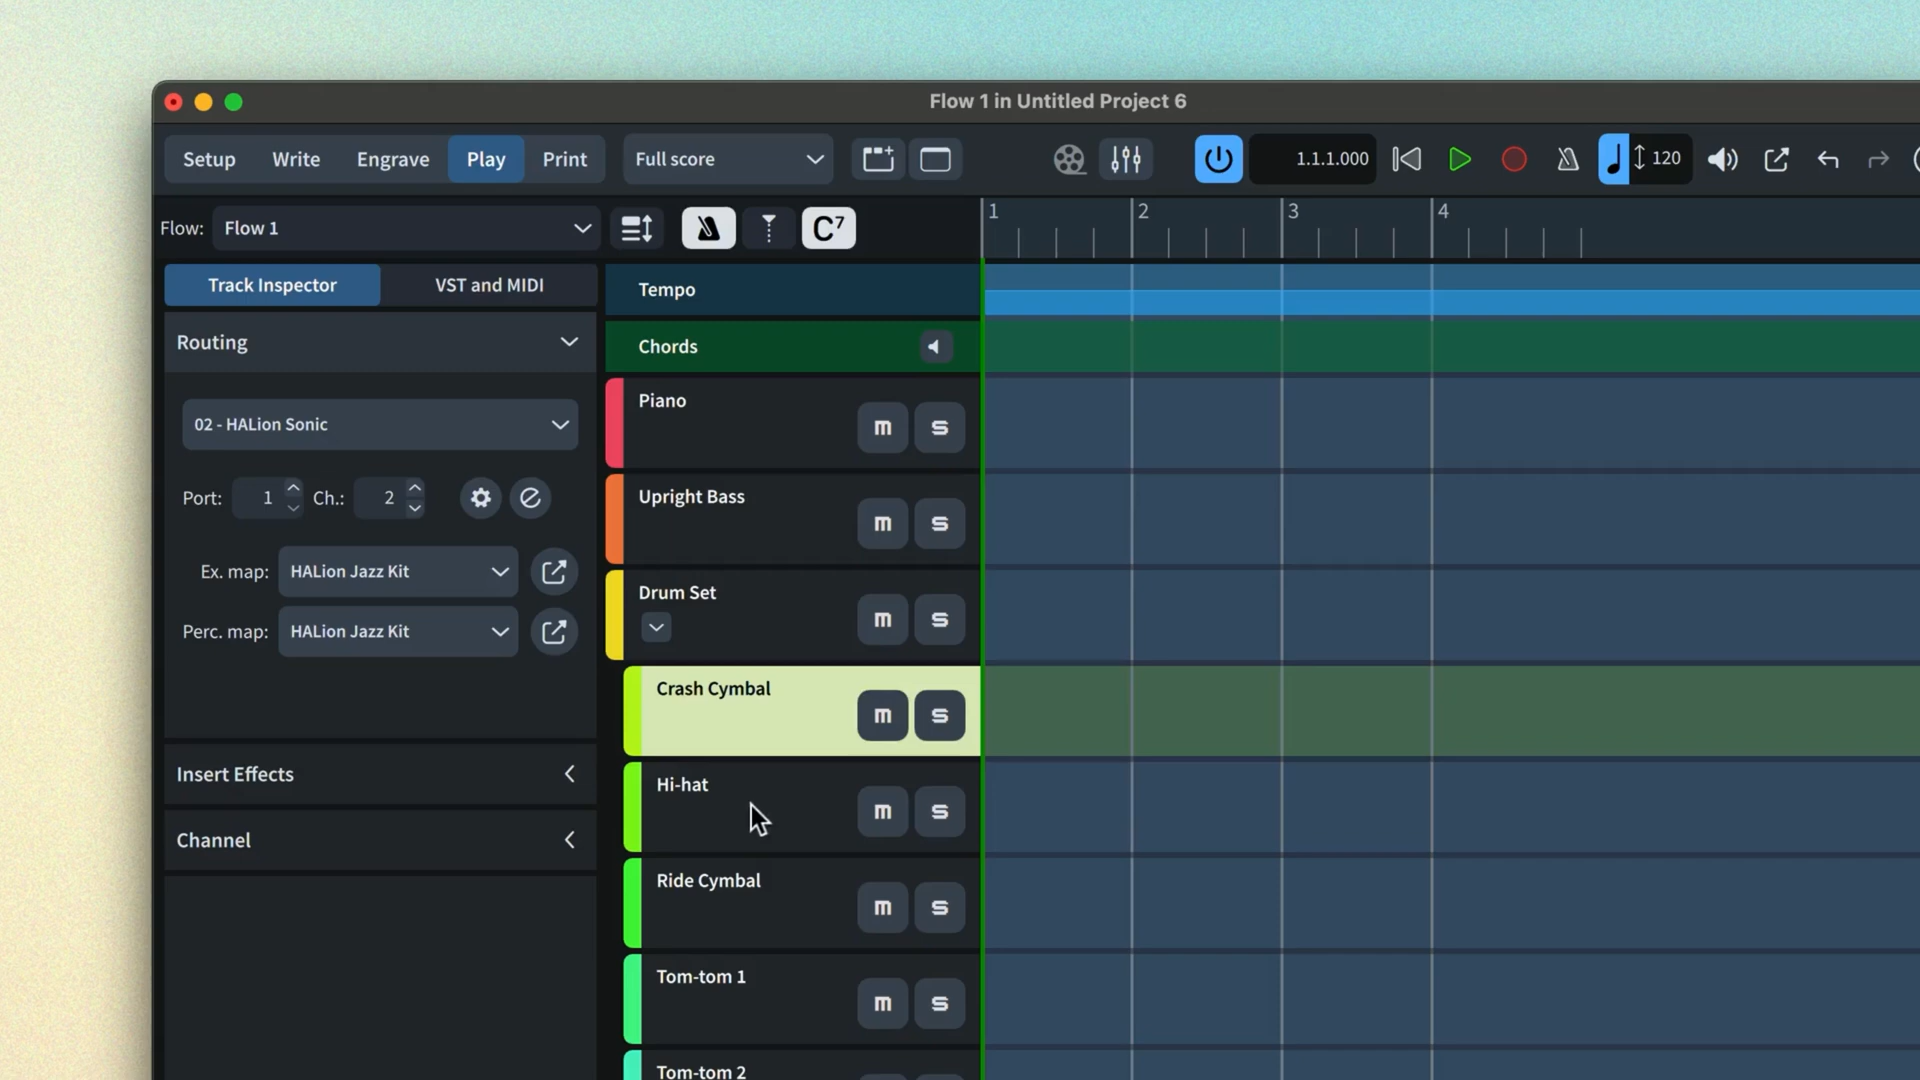 Flow 1 in Untitled Project 6
Setup Write Engrave Play Print Full score 1.1.1.000 120
Flow: Flow 1 C7 1 2 3 4
Track Inspector VST and MIDI
Tempo
Routing
Chords
02 - HALion Sonic
Piano m s
Port: 1 Ch.: 2
Upright Bass m s
Ex. map: HALion Jazz Kit
Drum Set m s
Perc. map: HALion Jazz Kit
Crash Cymbal m s
Insert Effects
Hi-hat m s
Channel
Ride Cymbal m s
Tom-tom 1 m s
Tom-tom 2